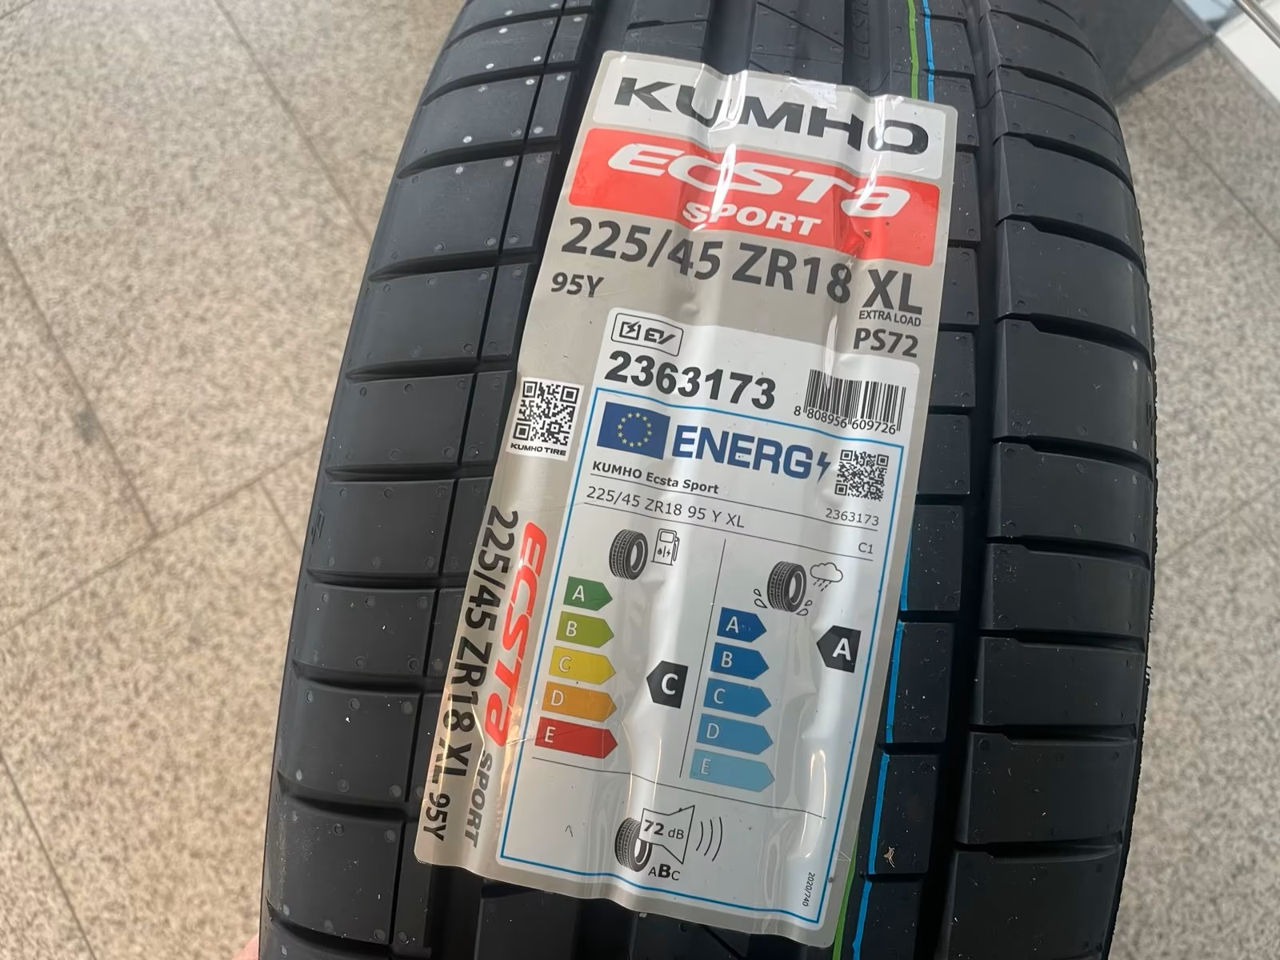 KUMHO
ECSTA
SPORT
225/45 ZR18 XL
EXTRA LOAD
95Y
PS72
EV
2363173
8 808956 609726
KUMHO TIRE
ENERG
KUMHO Ecsta Sport
225/45 ZR18 95 Y XL
2363173
C1
A
B
C
D
E
C
A
B
C
D
E
A
72 dB
ABC
2020/740
ECSTA SPORT
225/45 ZR18 XL 95Y